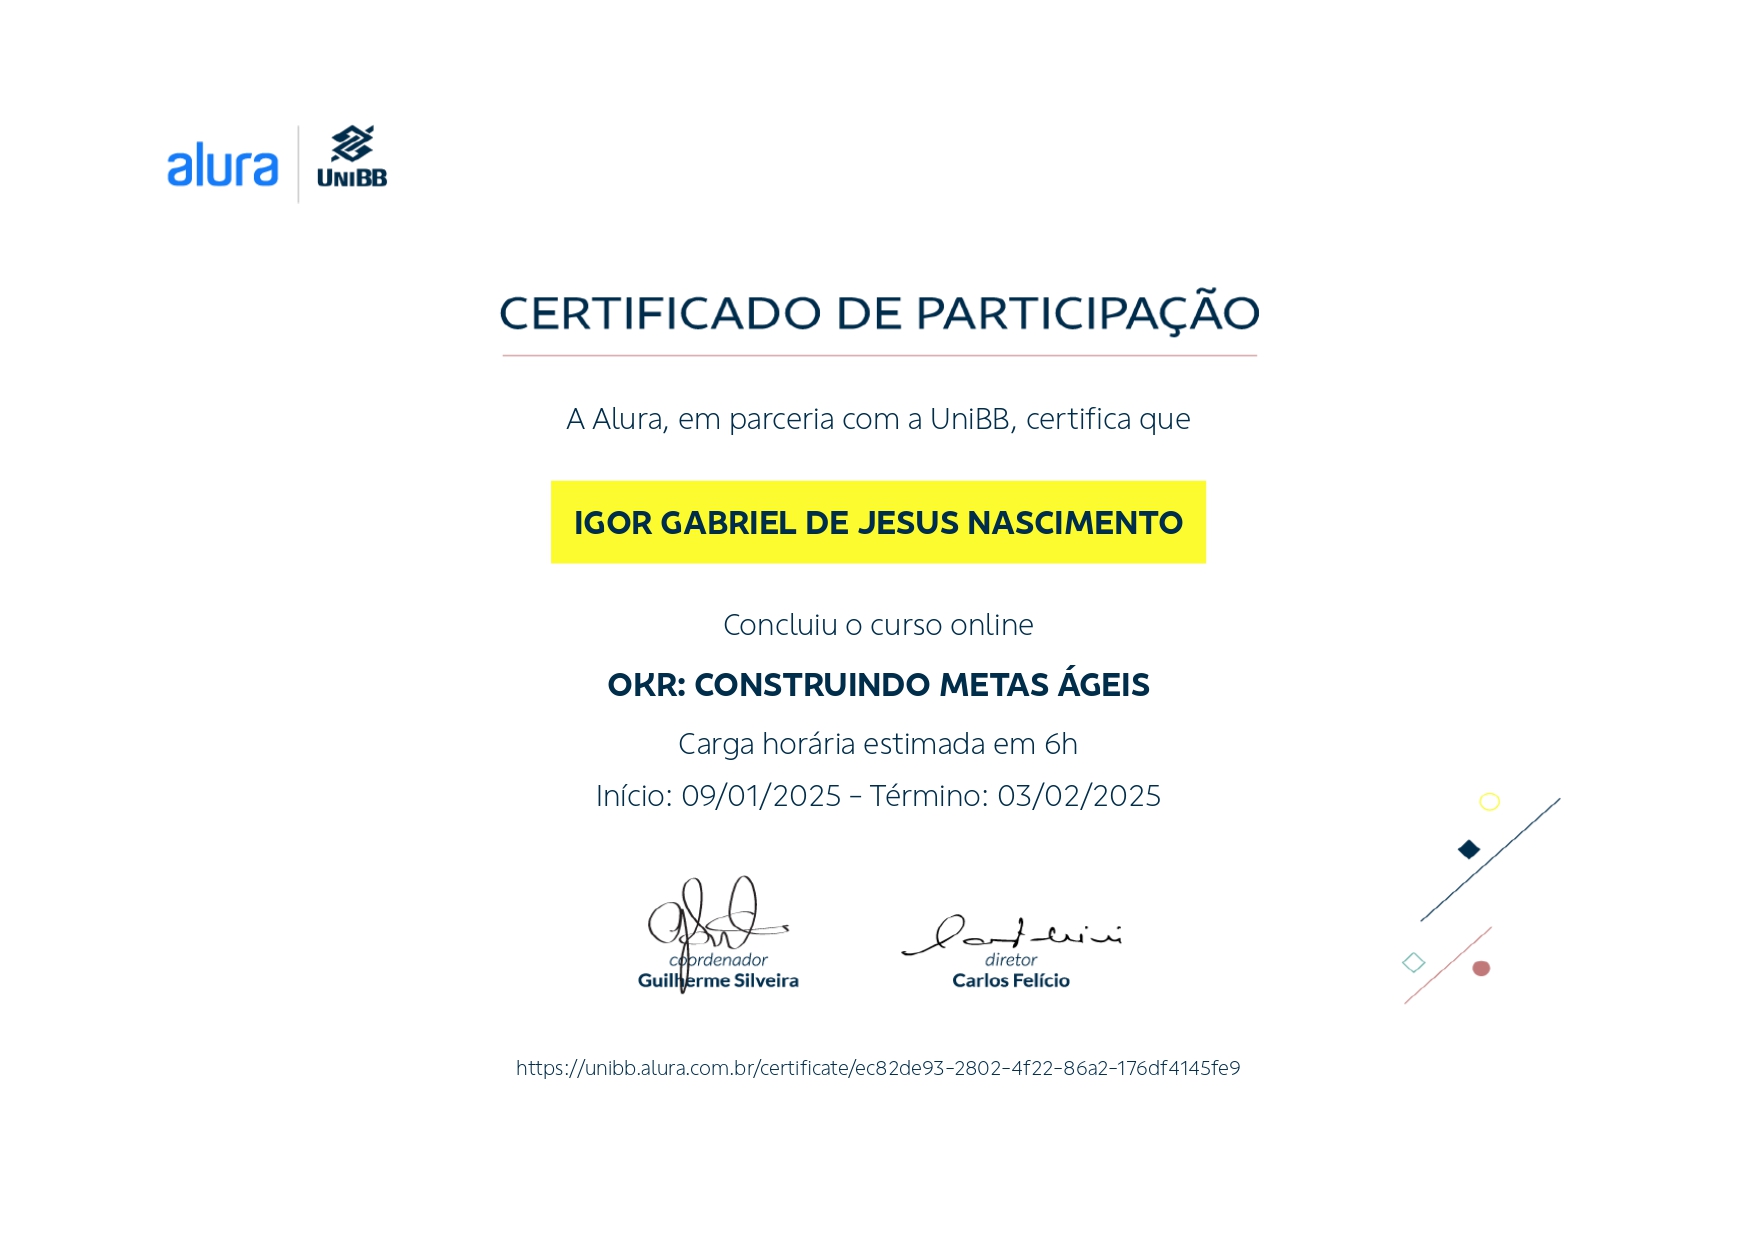 alura
UNIBB
CERTIFICADO DE PARTICIPAÇÃO
A Alura, em parceria com a UniBB, certifica que
IGOR GABRIEL DE JESUS NASCIMENTO
Concluiu o curso online
OKR: CONSTRUINDO METAS ÁGEIS
Carga horária estimada em 6h
Início: 09/01/2025 - Término: 03/02/2025
coordenador
Guilherme Silveira
diretor
Carlos Felício
https://unibb.alura.com.br/certificate/ec82de93-2802-4f22-86a2-176df4145fe9